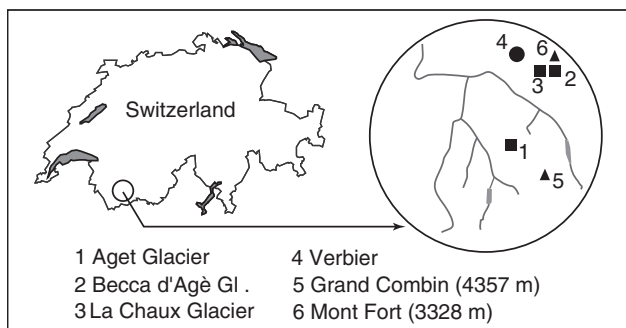 Switzerland
4
6
3
2
1
5
1 Aget Glacier
2 Becca d'Agè Gl .
3 La Chaux Glacier
4 Verbier
5 Grand Combin (4357 m)
6 Mont Fort (3328 m)